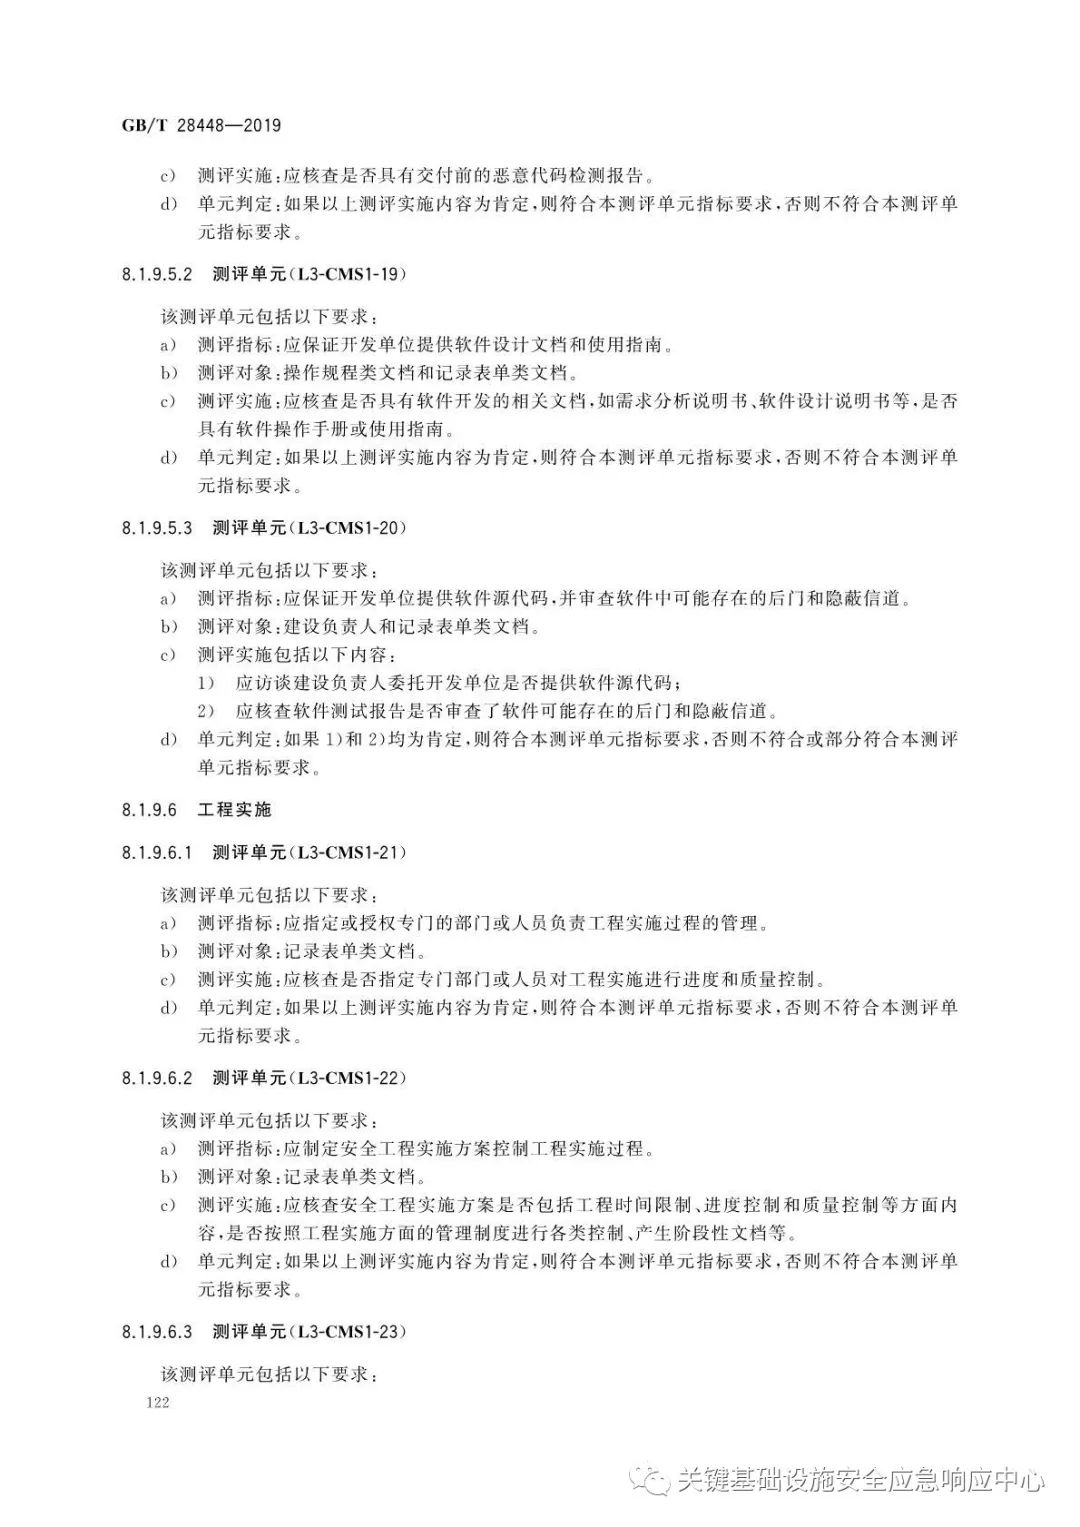 GB/T 28448—2019
c) 测评实施:应核查是否具有交付前的恶意代码检测报告。
d) 单元判定:如果以上测评实施内容为肯定,则符合本测评单元指标要求,否则不符合本测评单
元指标要求。
8.1.9.5.2 测评单元(L3-CMS1-19)
该测评单元包括以下要求:
a) 测评指标:应保证开发单位提供软件设计文档和使用指南。
b) 测评对象:操作规程类文档和记录表单类文档。
c) 测评实施:应核查是否具有软件开发的相关文档,如需求分析说明书、软件设计说明书等,是否
具有软件操作手册或使用指南。
d) 单元判定:如果以上测评实施内容为肯定,则符合本测评单元指标要求,否则不符合本测评单
元指标要求。
8.1.9.5.3 测评单元(L3-CMS1-20)
该测评单元包括以下要求:
a) 测评指标:应保证开发单位提供软件源代码,并审查软件中可能存在的后门和隐蔽信道。
b) 测评对象:建设负责人和记录表单类文档。
c) 测评实施包括以下内容:
1) 应访谈建设负责人委托开发单位是否提供软件源代码;
2) 应核查软件测试报告是否审查了软件可能存在的后门和隐蔽信道。
d) 单元判定:如果 1)和 2)均为肯定,则符合本测评单元指标要求,否则不符合或部分符合本测评
单元指标要求。
8.1.9.6 工程实施
8.1.9.6.1 测评单元(L3-CMS1-21)
该测评单元包括以下要求:
a) 测评指标:应指定或授权专门的部门或人员负责工程实施过程的管理。
b) 测评对象:记录表单类文档。
c) 测评实施:应核查是否指定专门部门或人员对工程实施进行进度和质量控制。
d) 单元判定:如果以上测评实施内容为肯定,则符合本测评单元指标要求,否则不符合本测评单
元指标要求。
8.1.9.6.2 测评单元(L3-CMS1-22)
该测评单元包括以下要求:
a) 测评指标:应制定安全工程实施方案控制工程实施过程。
b) 测评对象:记录表单类文档。
c) 测评实施:应核查安全工程实施方案是否包括工程时间限制、进度控制和质量控制等方面内
容,是否按照工程实施方面的管理制度进行各类控制、产生阶段性文档等。
d) 单元判定:如果以上测评实施内容为肯定,则符合本测评单元指标要求,否则不符合本测评单
元指标要求。
8.1.9.6.3 测评单元(L3-CMS1-23)
该测评单元包括以下要求:
122
关键基础设施安全应急响应中心